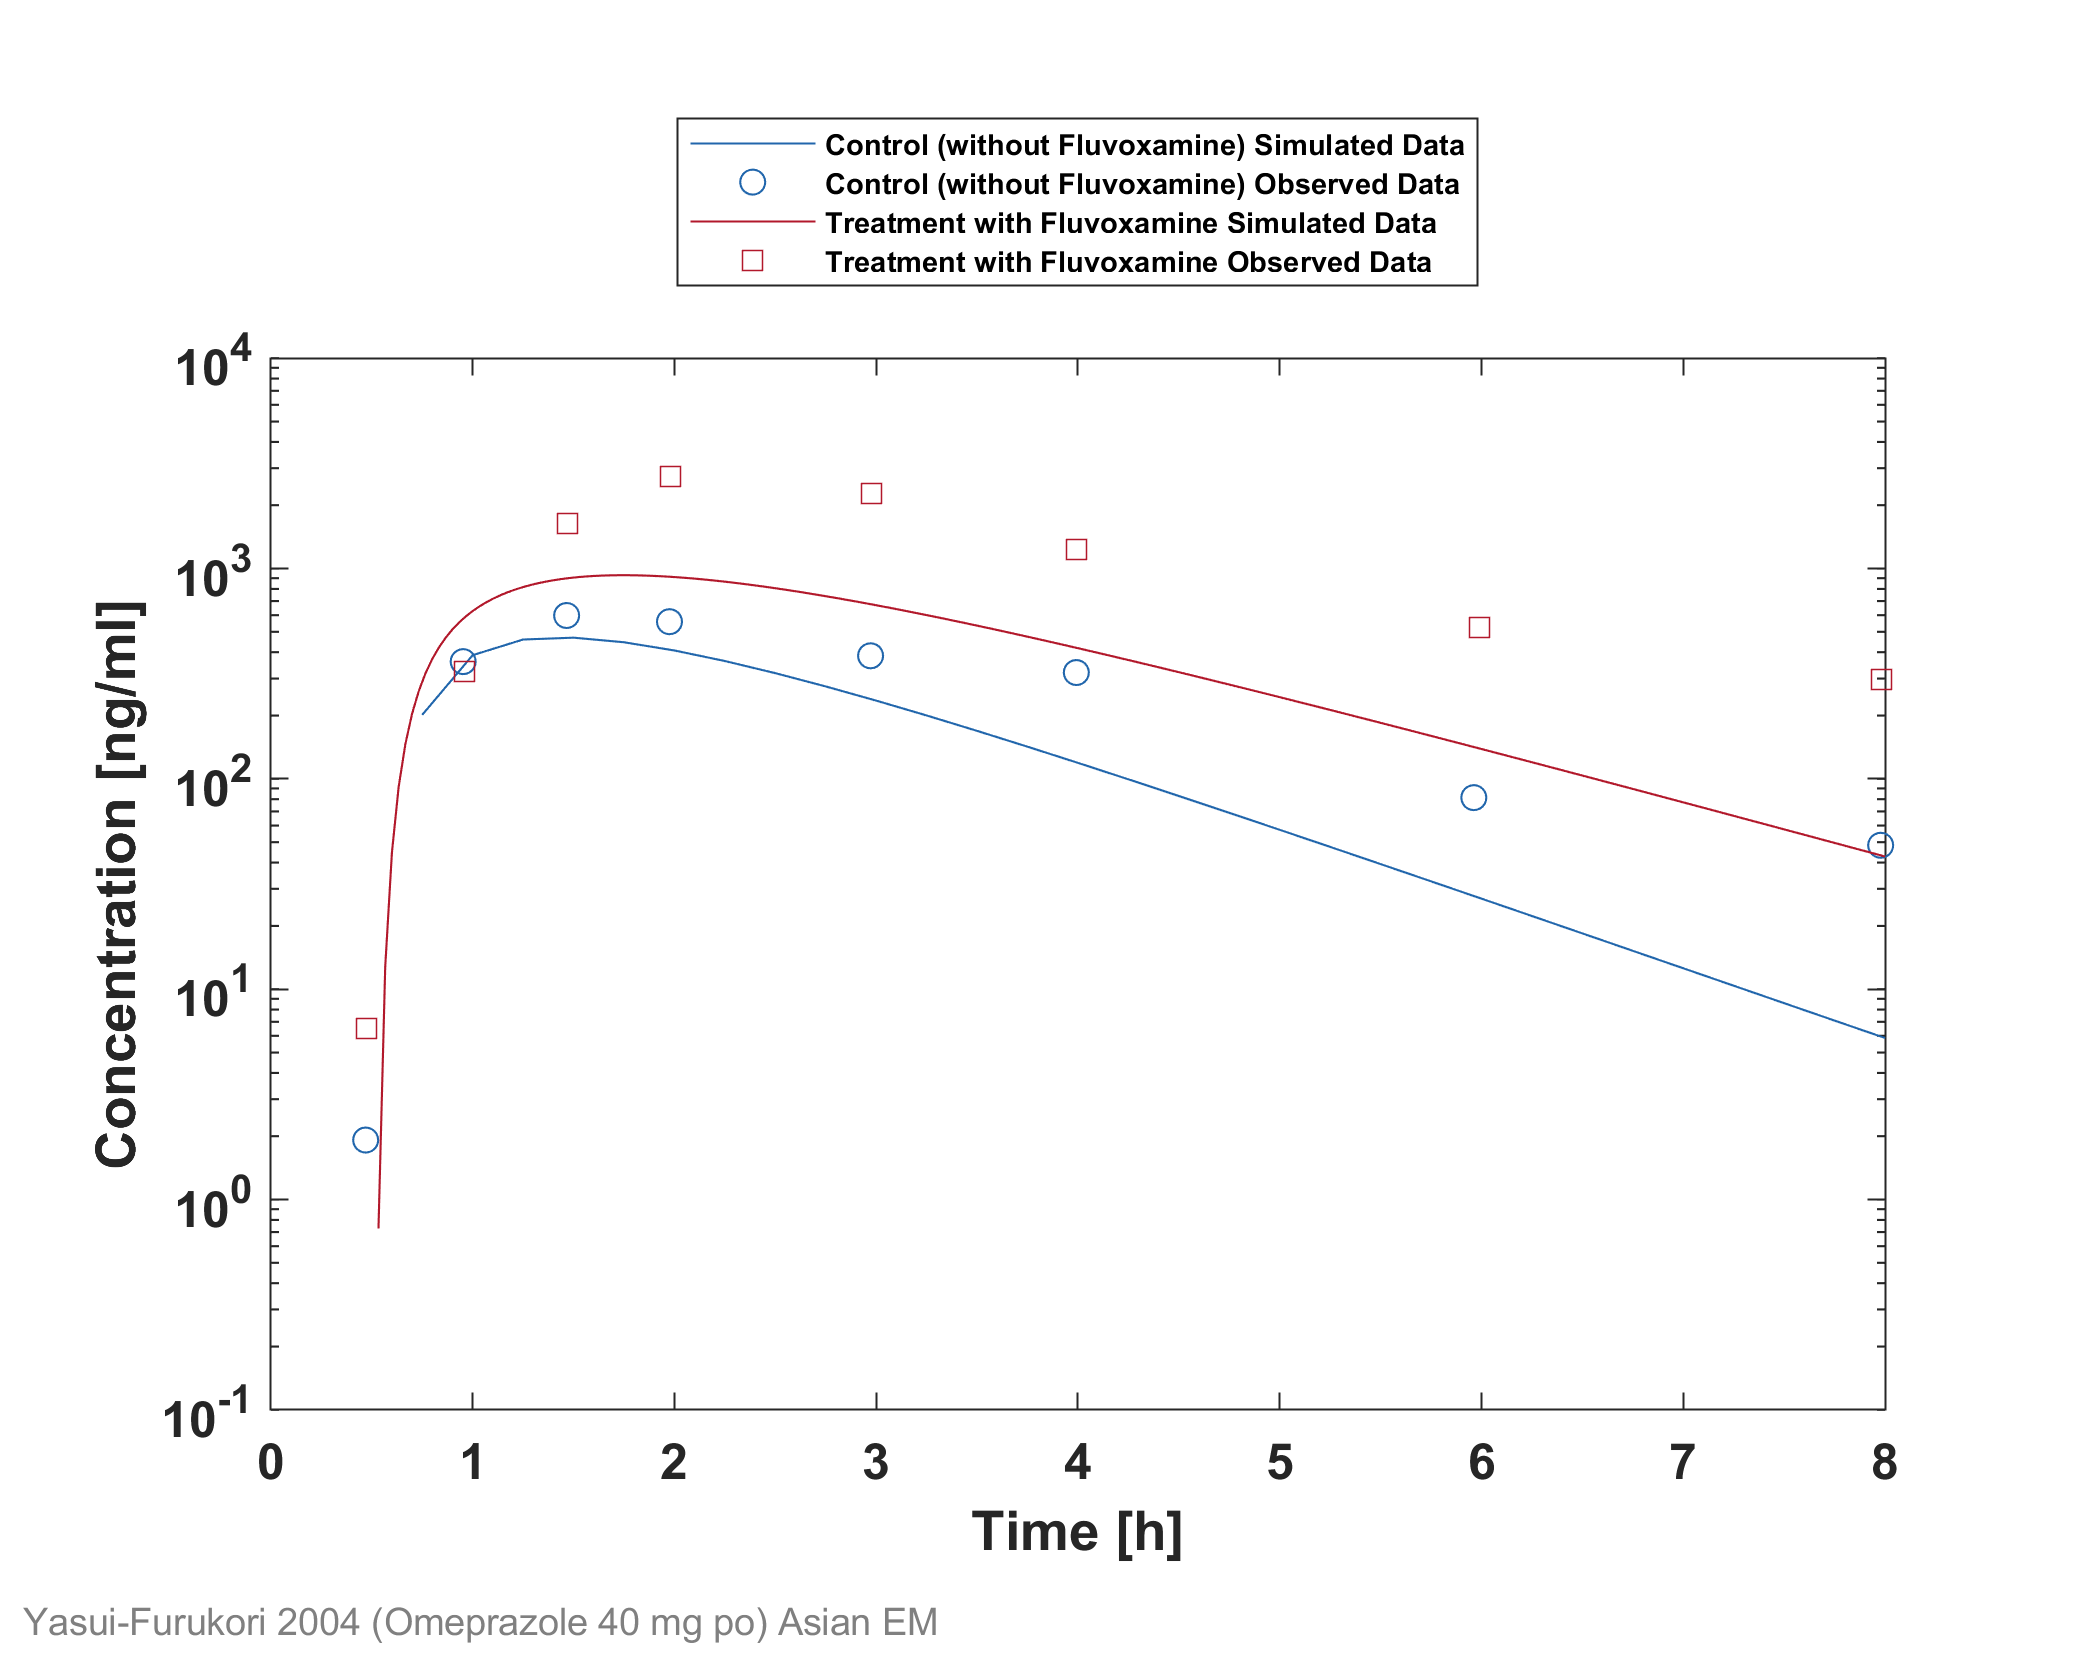 Control (without Fluvoxamine) Simulated Data
Control (without Fluvoxamine) Observed Data
Treatment with Fluvoxamine Simulated Data
Treatment with Fluvoxamine Observed Data
10^4
10^3
10^2
10^1
10^0
10^-1
Concentration [ng/ml]
0 1 2 3 4 5 6 7 8
Time [h]
Yasui-Furukori 2004 (Omeprazole 40 mg po) Asian EM